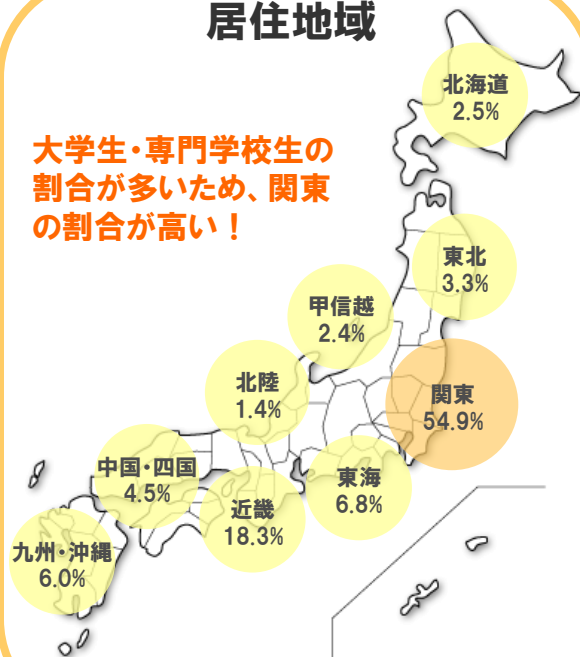 居住地域
大学生・専門学校生の
割合が多いため、関東
の割合が高い！
北海道
2.5%
東北
3.3%
甲信越
2.4%
北陸
1.4%
関東
54.9%
中国・四国
4.5%
東海
6.8%
近畿
18.3%
九州・沖縄
6.0%